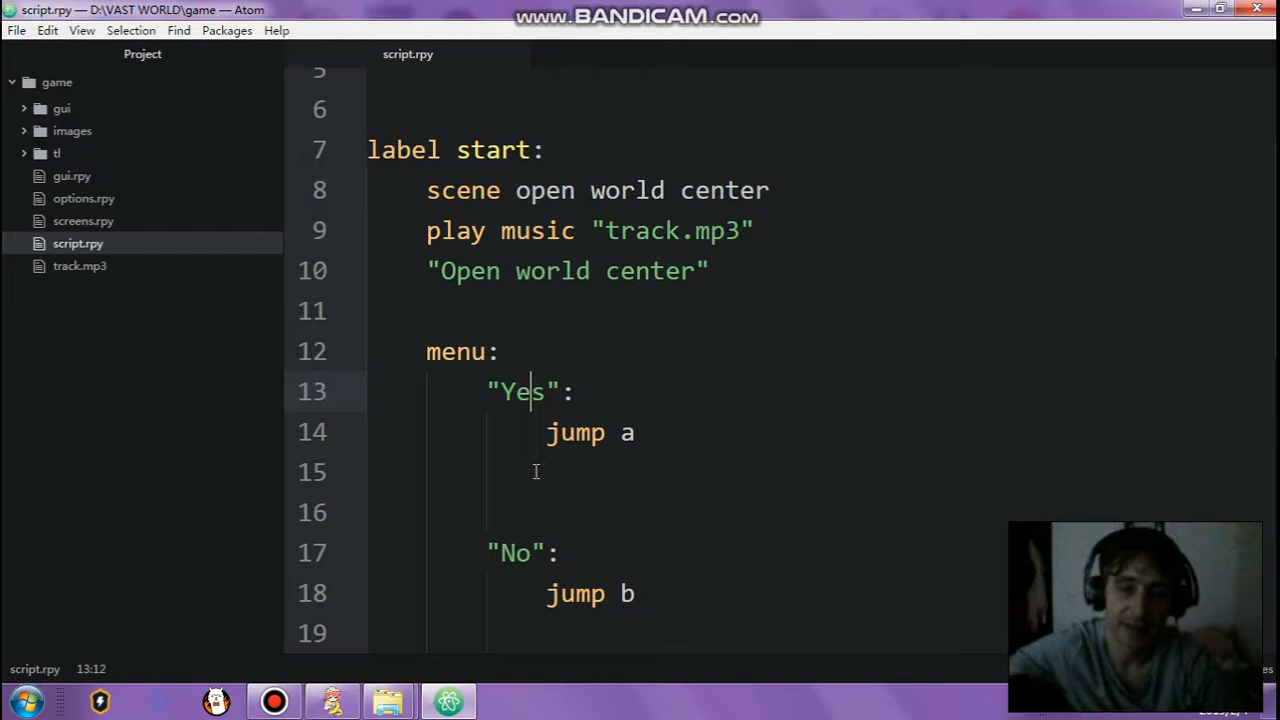 script.rpy — D:\VAST WORLD\game — Atom
www.BANDICAM.com
File Edit View Selection Find Packages Help
Project
script.rpy
game
gui
images
tl
gui.rpy
options.rpy
screens.rpy
script.rpy
track.mp3
5
6
7 label start:
8 scene open world center
9 play music "track.mp3"
10 "Open world center"
11
12 menu:
13 "Yes":
14 jump a
15
16
17 "No":
18 jump b
19
script.rpy 13:12